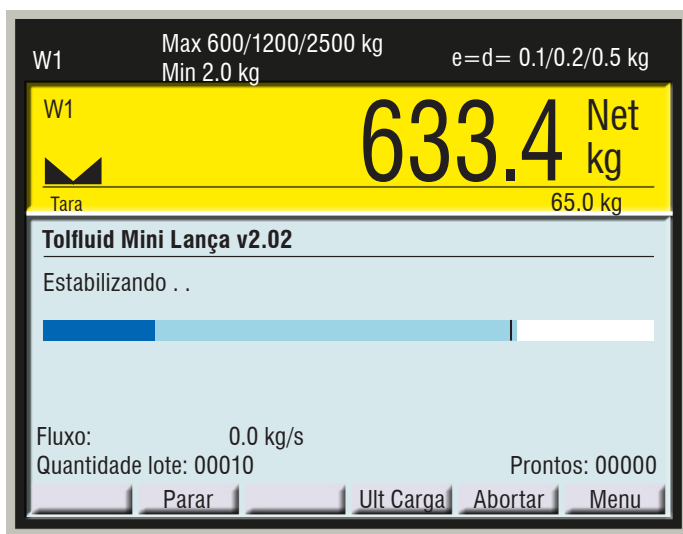 W1 Max 600/1200/2500 kg e=d= 0.1/0.2/0.5 kg
Min 2.0 kg
W1 633.4 Net
kg
Tara 65.0 kg
Tolfluid Mini Lança v2.02
Estabilizando . .
Fluxo: 0.0 kg/s
Quantidade lote: 00010 Prontos: 00000
Parar Ult Carga Abortar Menu